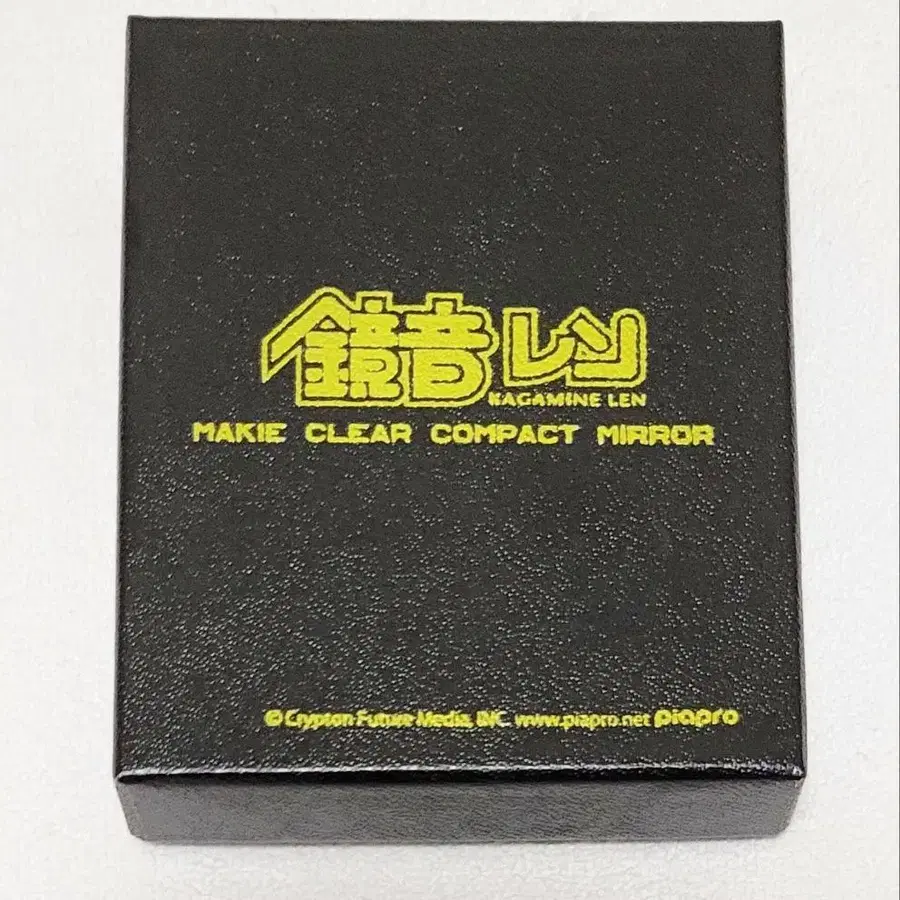 鏡音レン
KAGAMINE LEN
MAKIE CLEAR COMPACT MIRROR
© Crypton Future Media, INC. www.piapro.net piapro